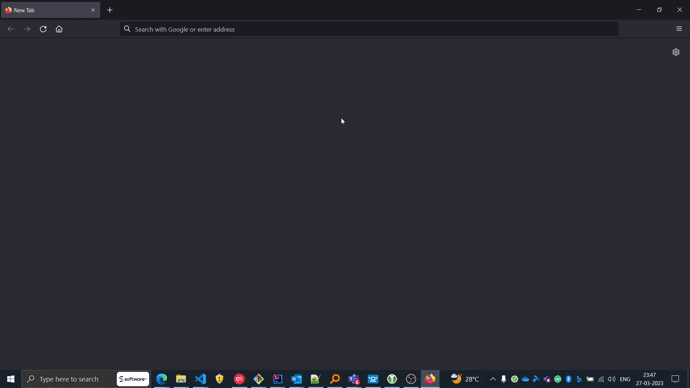 New Tab
Search with Google or enter address
Type here to search
software
28°C
ENG
23:47
27-03-2023